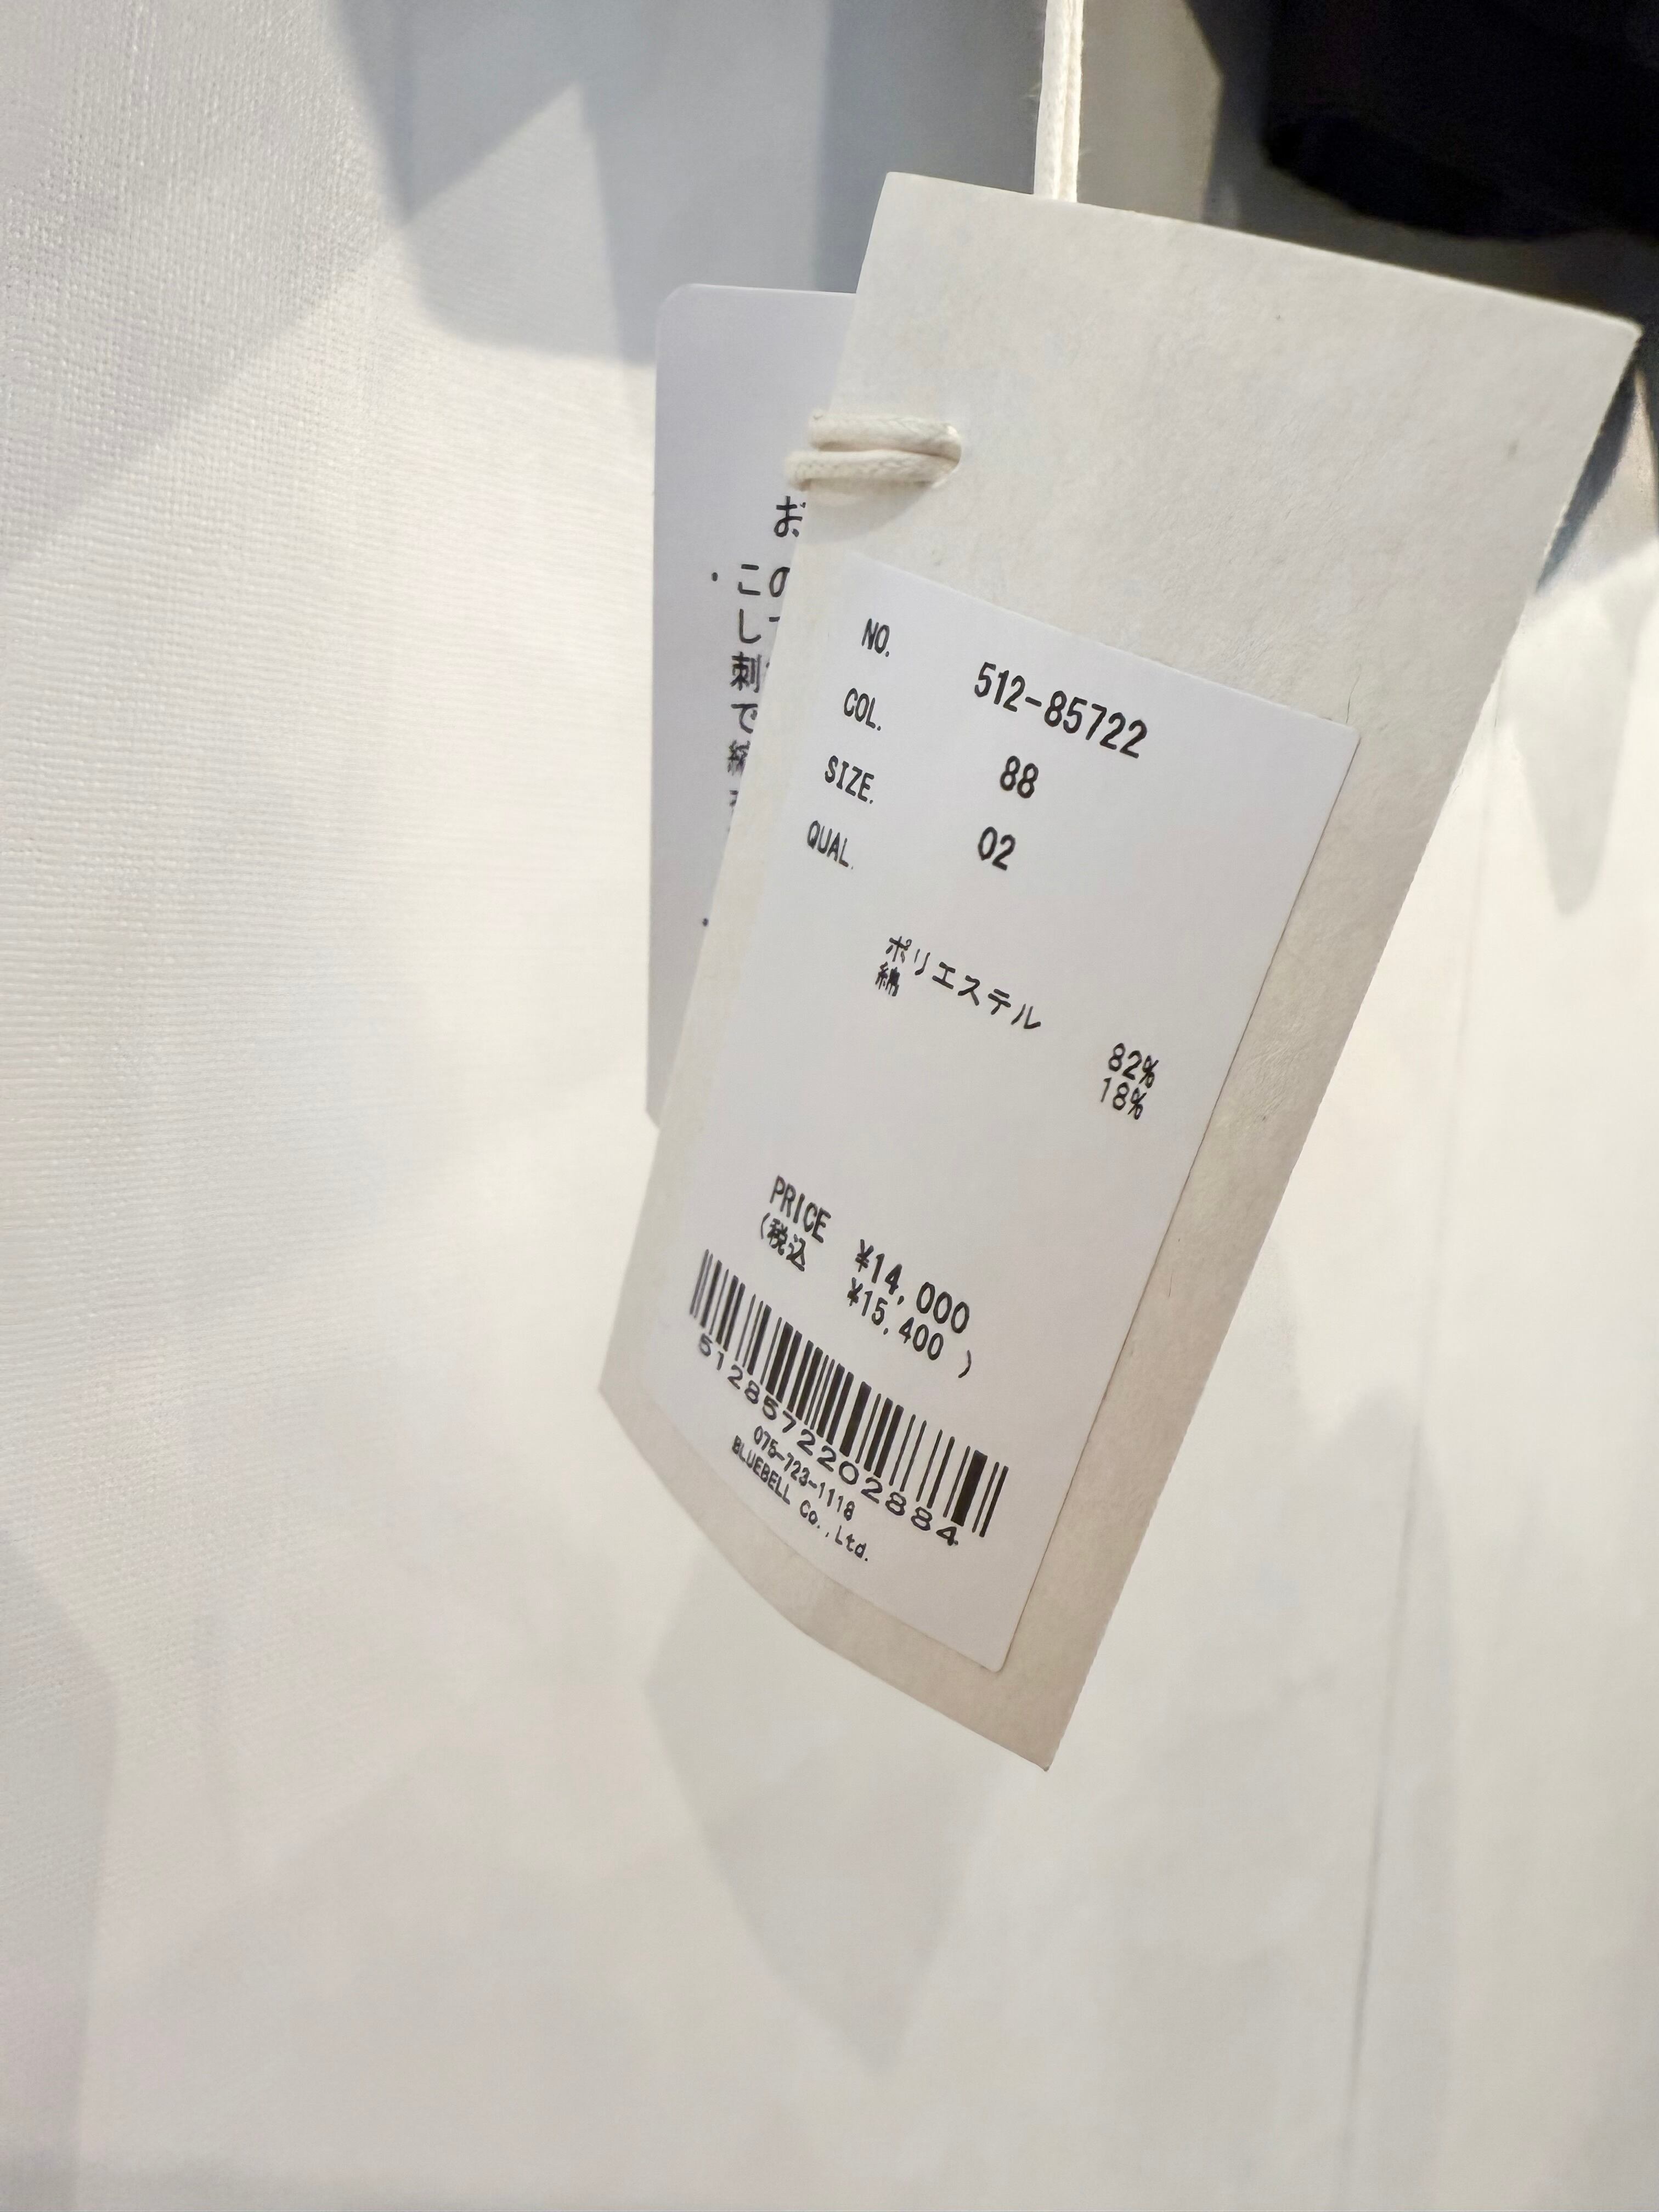 お
・この
し
刺
で
NO. 512-85722
COL. 88
SIZE. 02
QUAL.
ポリエステル 82%
綿 18%
PRICE ¥14,000
(税込 ¥15,400 )
5128572202884
075-723-1118
BLUEBELL Co.,Ltd.